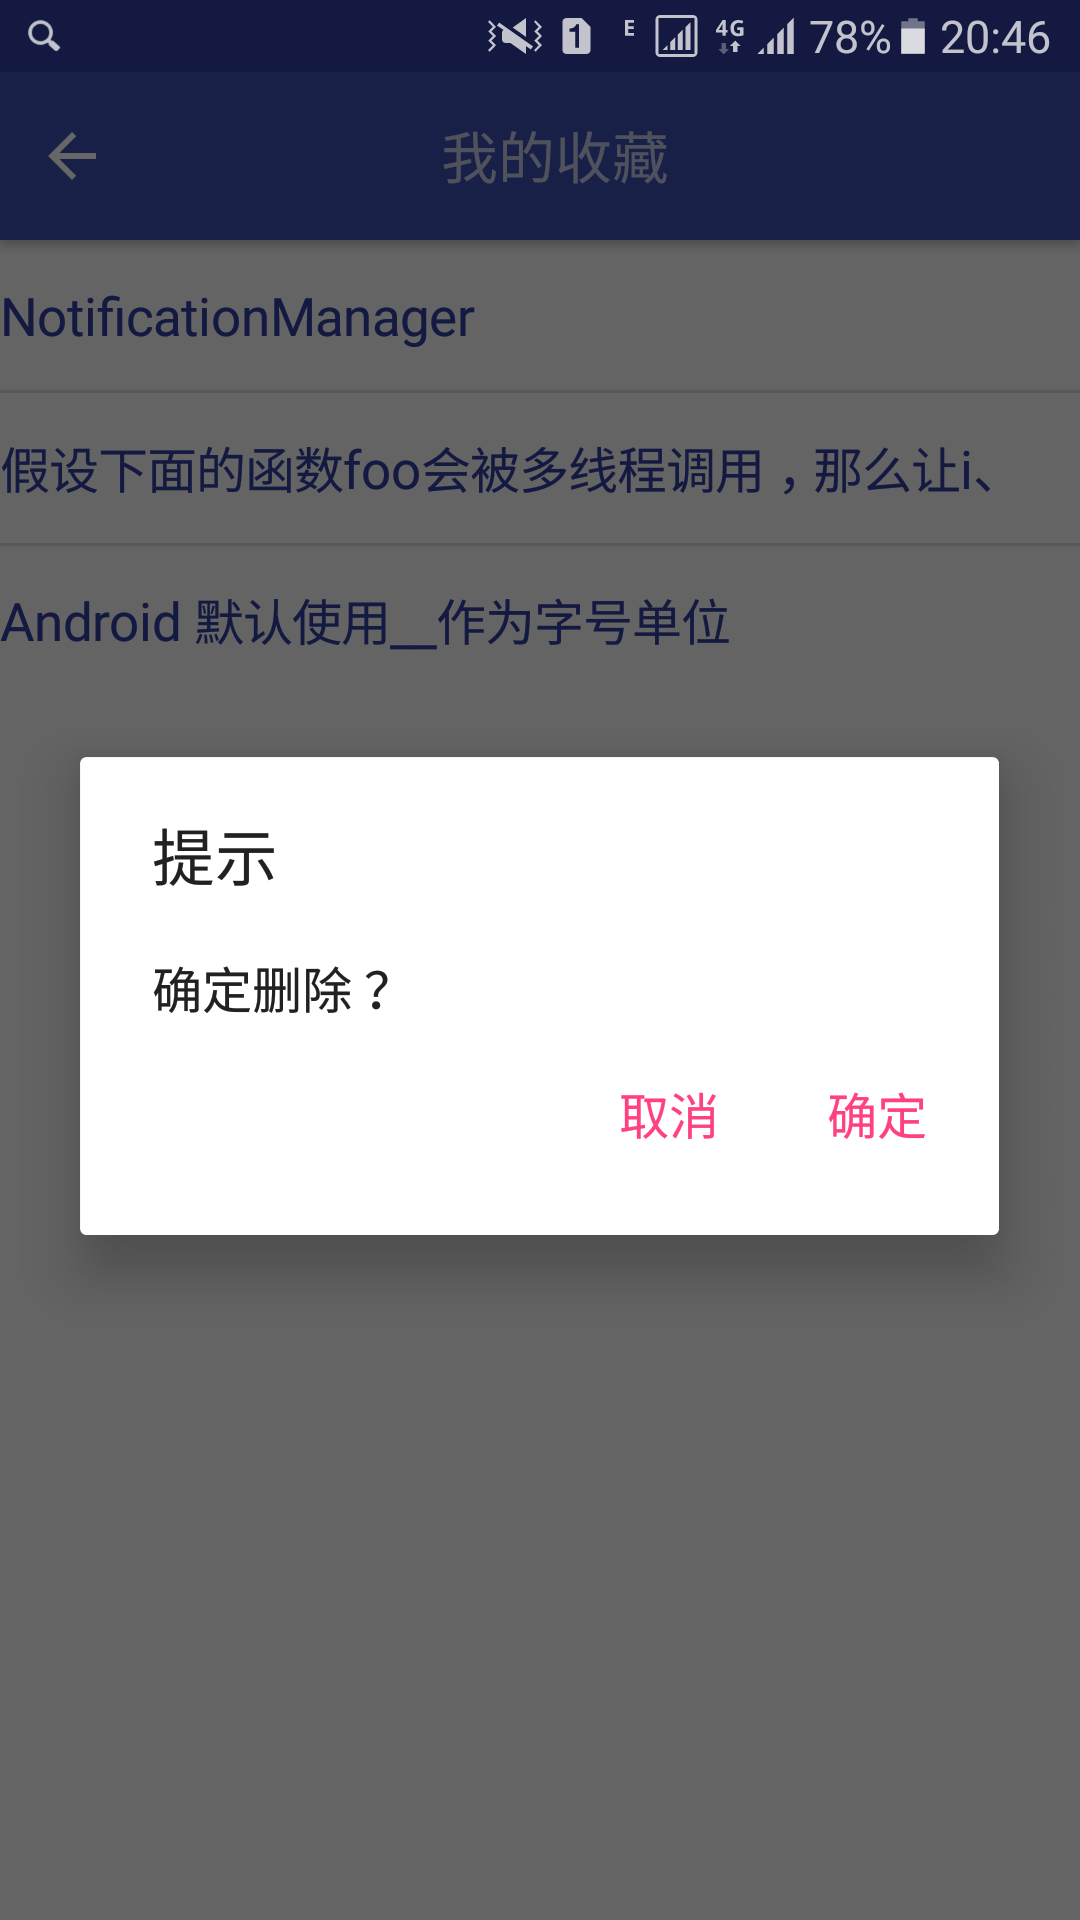 1 E 4G 78% 20:46
我的收藏
NotificationManager
假设下面的函数foo会被多线程调用，那么让i、
Android 默认使用__作为字号单位
提示
确定删除？
取消 确定